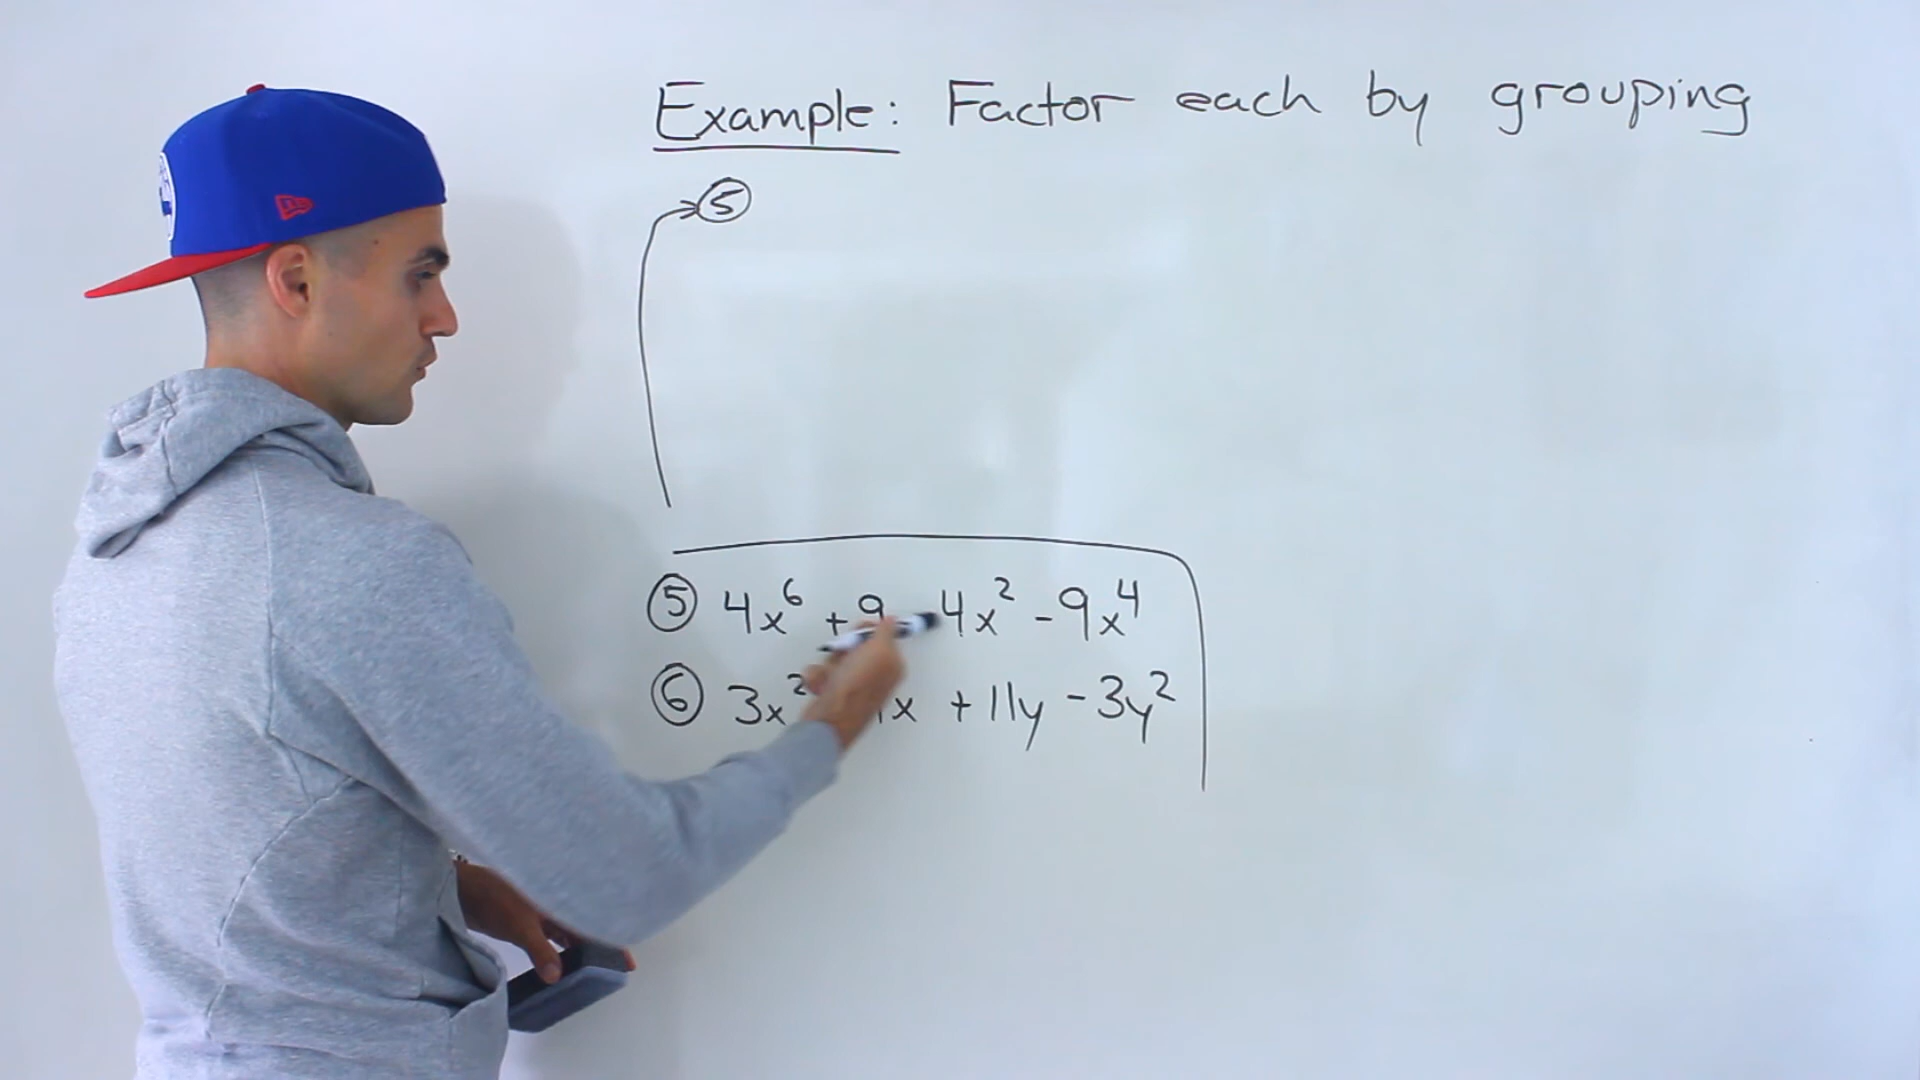 Example: Factor each by grouping
⑤
⑤ 4x⁶ + 9 4x² - 9x⁴
⑥ 3x² x + 11y - 3y²